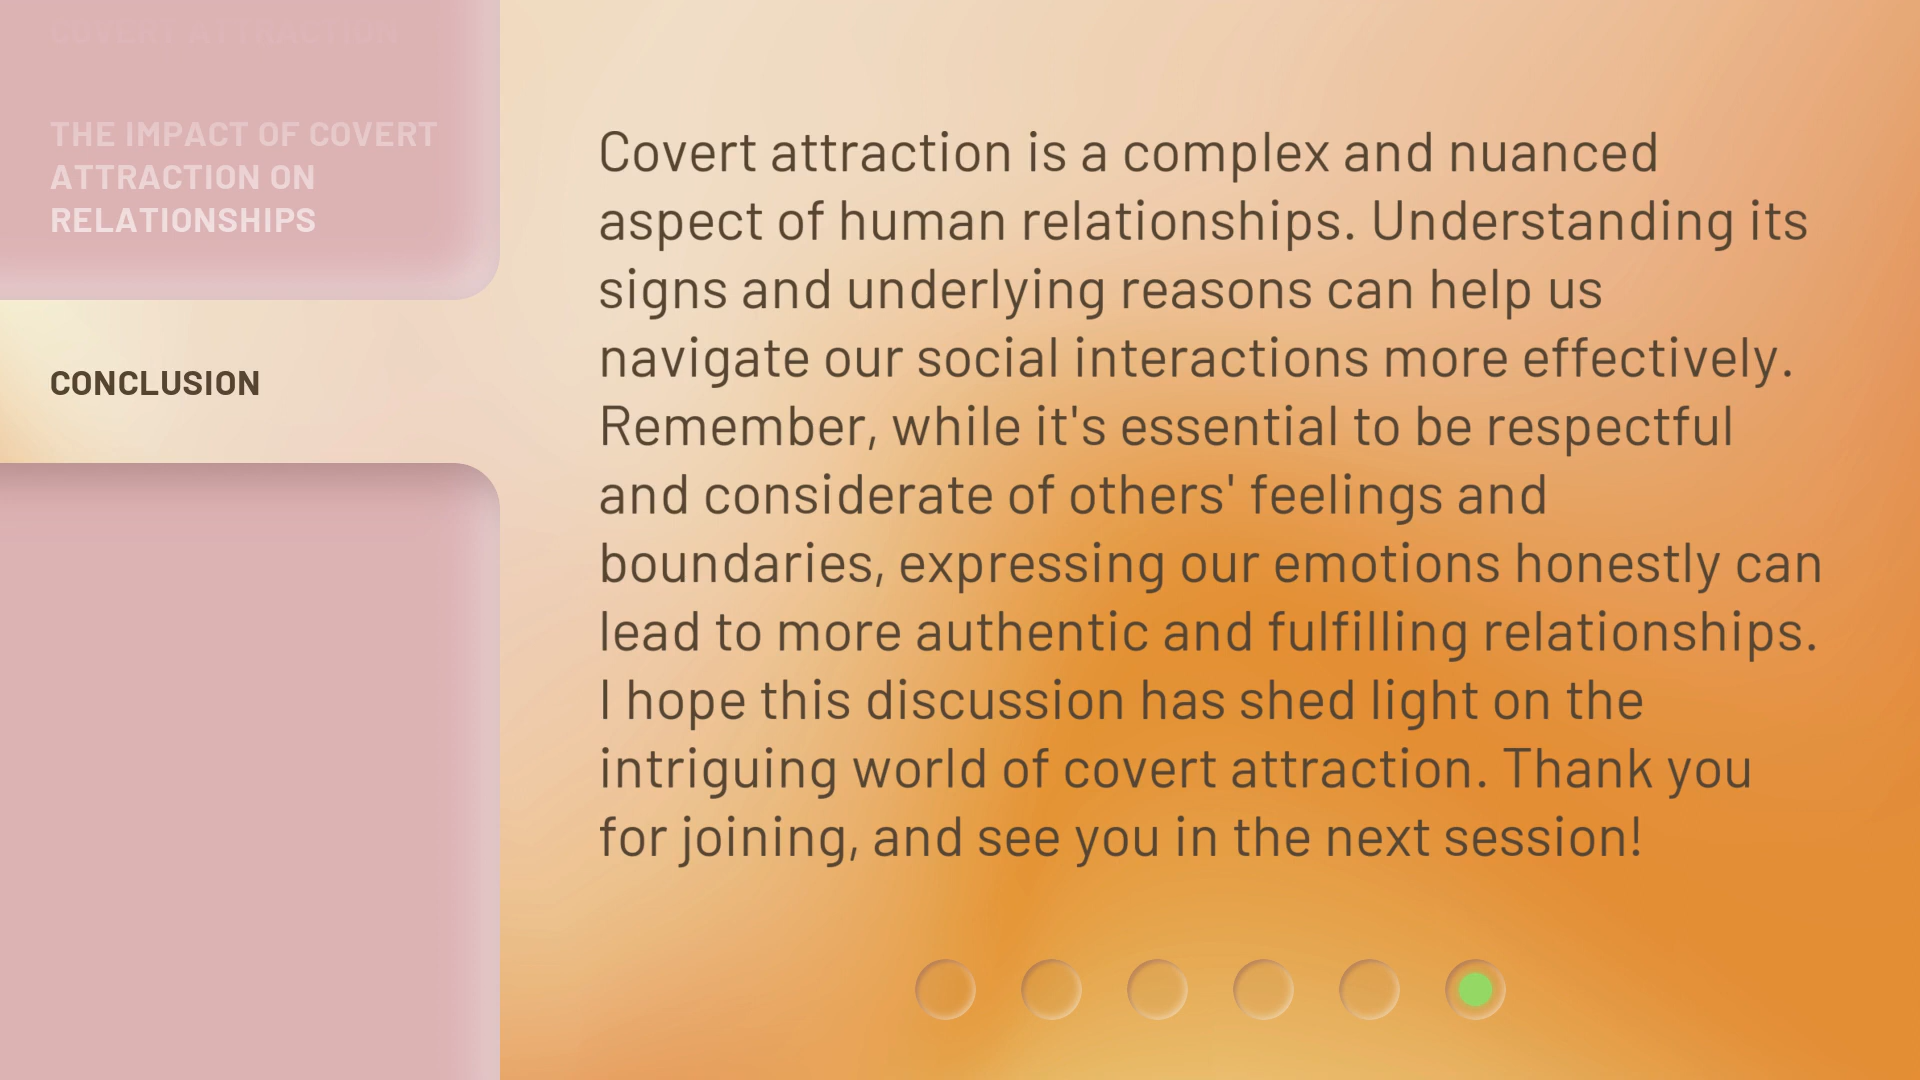 COVERT ATTRACTION
THE IMPACT OF COVERT
ATTRACTION ON
RELATIONSHIPS
CONCLUSION
Covert attraction is a complex and nuanced
aspect of human relationships. Understanding its
signs and underlying reasons can help us
navigate our social interactions more effectively.
Remember, while it's essential to be respectful
and considerate of others' feelings and
boundaries, expressing our emotions honestly can
lead to more authentic and fulfilling relationships.
I hope this discussion has shed light on the
intriguing world of covert attraction. Thank you
for joining, and see you in the next session!